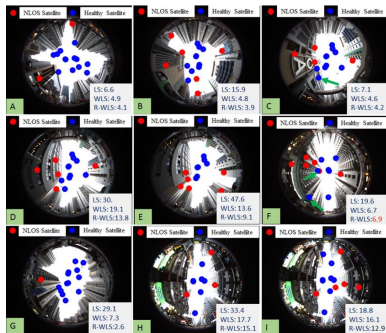 NLOS Satellite Healthy Satellite
A
LS: 6.6
WLS: 4.9
R-WLS: 4.1
NLOS Satellite Healthy Satellite
B
LS: 15.9
WLS: 4.8
R-WLS: 3.9
NLOS Satellite Healthy Satellite
C
LS: 7.1
WLS: 4.6
R-WLS: 4.2
NLOS Satellite Healthy Satellite
D
LS: 30.
WLS: 19.1
R-WLS:13.8
NLOS Satellite Healthy Satellite
E
LS: 47.6
WLS: 13.6
R-WLS:9.1
NLOS Satellite Healthy Satellite
F
LS: 19.6
WLS: 6.7
R-WLS:6.9
NLOS Satellite Healthy Satellite
G
LS: 29.1
WLS: 7.3
R-WLS:2.6
NLOS Satellite Healthy Satellite
H
LS: 33.4
WLS: 17.7
R-WLS:15.1
NLOS Satellite Healthy Satellite
I
LS: 18.8
WLS: 16.1
R-WLS:12.9